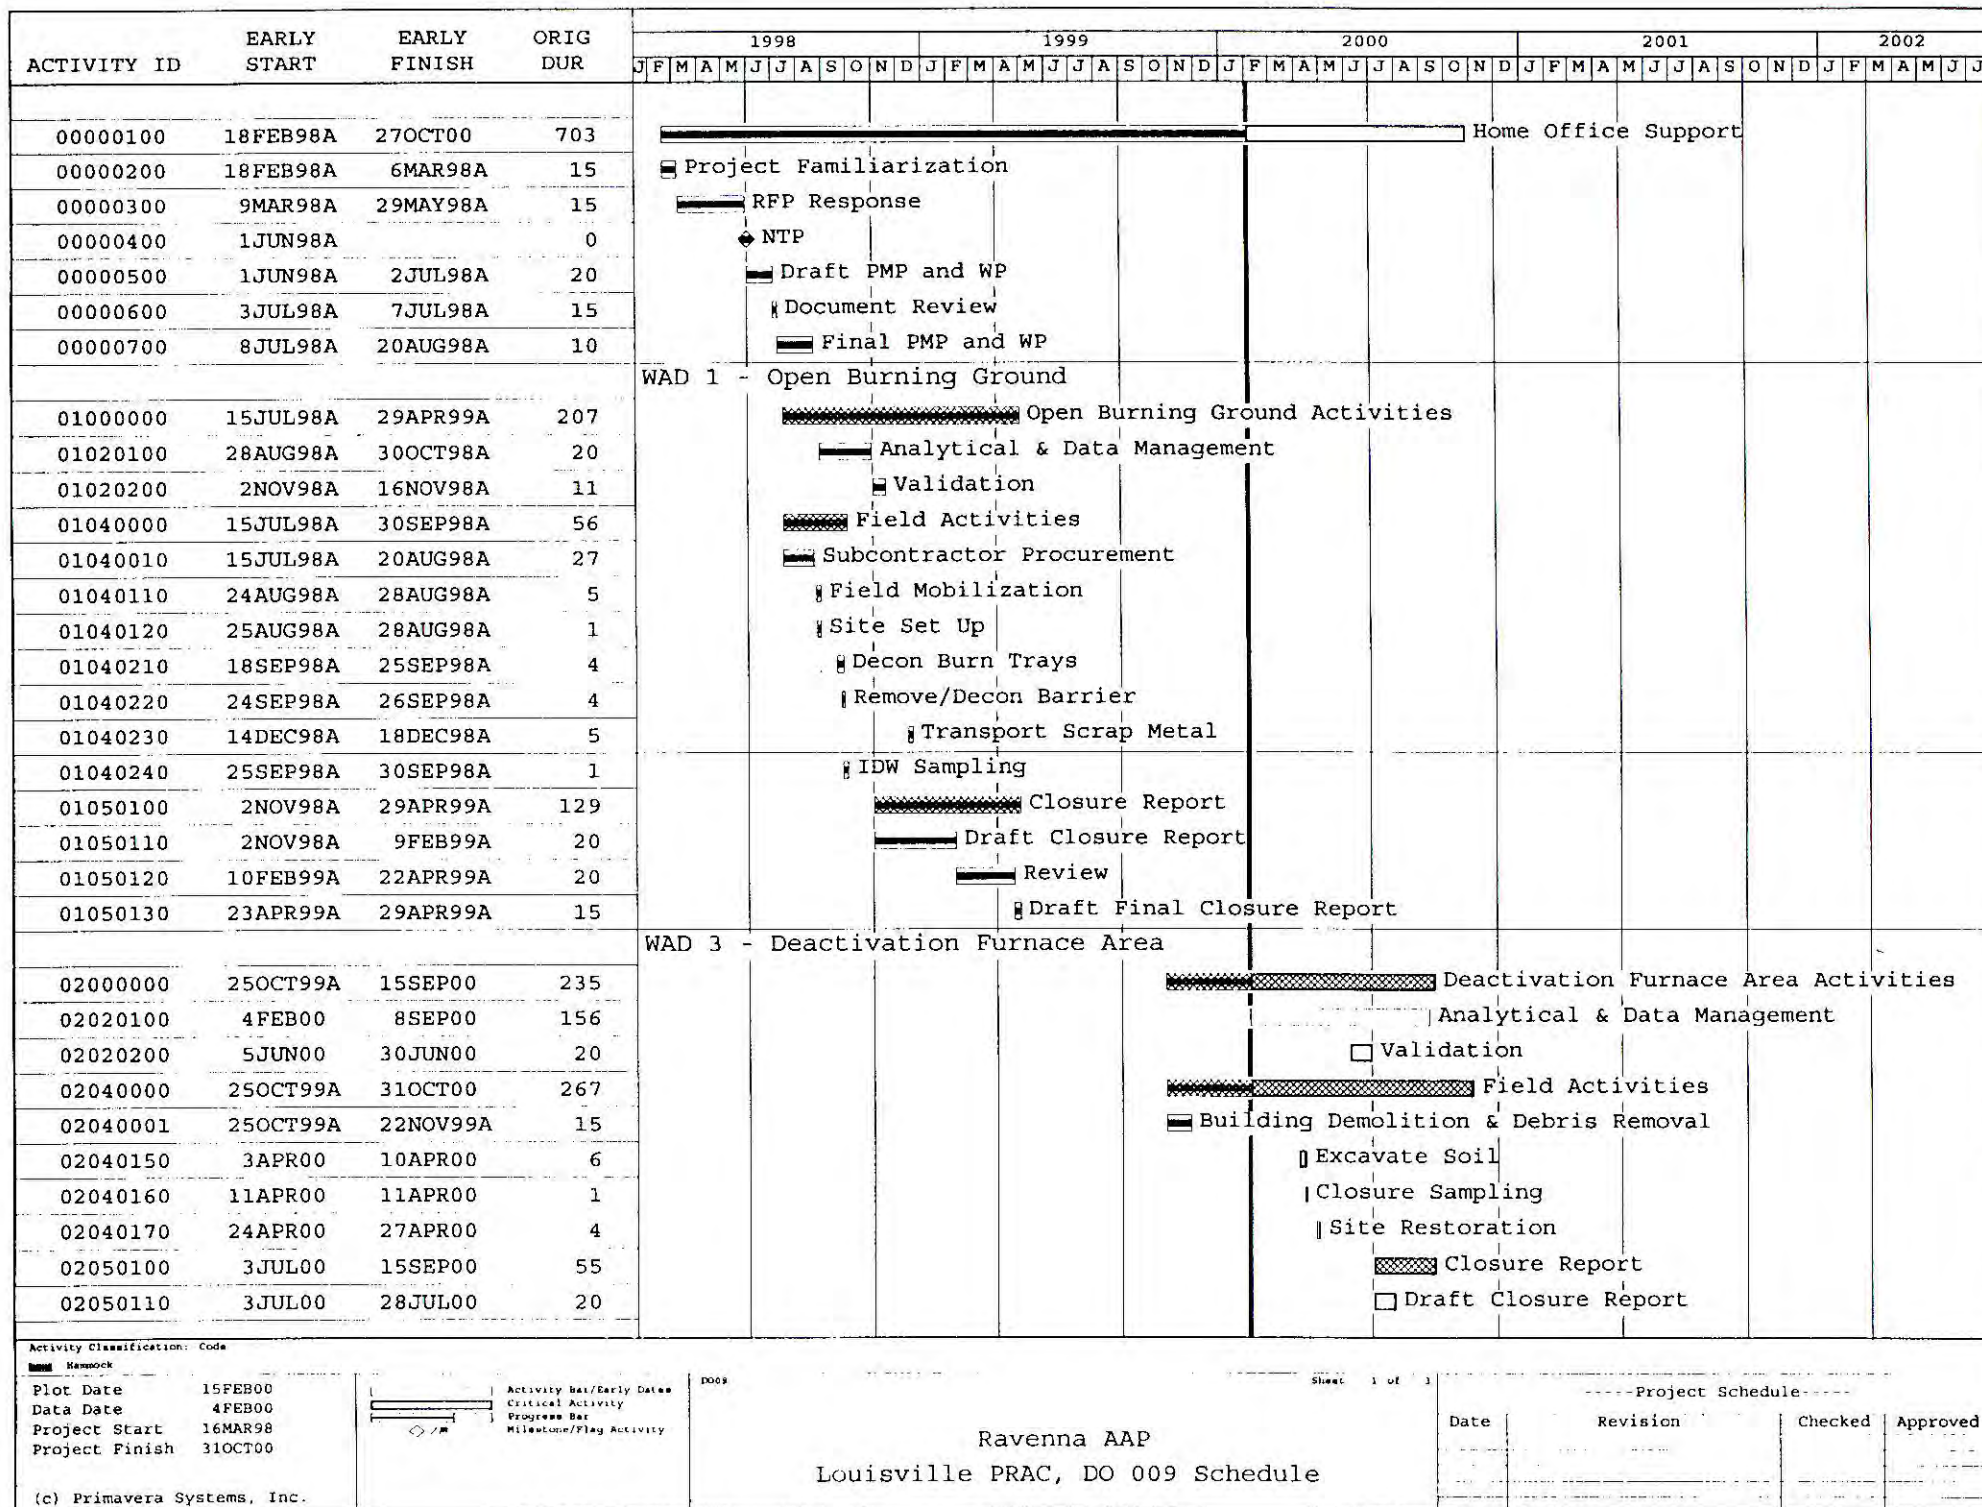 EARLY EARLY ORIG
ACTIVITY ID START FINISH DUR
1998 1999 2000 2001 2002
J F M A M J J A S O N D J F M A M J J A S O N D J F M A M J J A S O N D J F M A M J J A S O N D J F M A M J J
00000100 18FEB98A 27OCT00 703 Home Office Support
00000200 18FEB98A 6MAR98A 15 Project Familiarization
00000300 9MAR98A 29MAY98A 15 RFP Response
00000400 1JUN98A 0 NTP
00000500 1JUN98A 2JUL98A 20 Draft PMP and WP
00000600 3JUL98A 7JUL98A 15 Document Review
00000700 8JUL98A 20AUG98A 10 Final PMP and WP
WAD 1 - Open Burning Ground
01000000 15JUL98A 29APR99A 207 Open Burning Ground Activities
01020100 28AUG98A 30OCT98A 20 Analytical & Data Management
01020200 2NOV98A 16NOV98A 11 Validation
01040000 15JUL98A 30SEP98A 56 Field Activities
01040010 15JUL98A 20AUG98A 27 Subcontractor Procurement
01040110 24AUG98A 28AUG98A 5 Field Mobilization
01040120 25AUG98A 28AUG98A 1 Site Set Up
01040210 18SEP98A 25SEP98A 4 Decon Burn Trays
01040220 24SEP98A 26SEP98A 4 Remove/Decon Barrier
01040230 14DEC98A 18DEC98A 5 Transport Scrap Metal
01040240 25SEP98A 30SEP98A 1 IDW Sampling
01050100 2NOV98A 29APR99A 129 Closure Report
01050110 2NOV98A 9FEB99A 20 Draft Closure Report
01050120 10FEB99A 22APR99A 20 Review
01050130 23APR99A 29APR99A 15 Draft Final Closure Report
WAD 3 - Deactivation Furnace Area
02000000 25OCT99A 15SEP00 235 Deactivation Furnace Area Activities
02020100 4FEB00 8SEP00 156 Analytical & Data Management
02020200 5JUN00 30JUN00 20 Validation
02040000 25OCT99A 31OCT00 267 Field Activities
02040001 25OCT99A 22NOV99A 15 Building Demolition & Debris Removal
02040150 3APR00 10APR00 6 Excavate Soil
02040160 11APR00 11APR00 1 Closure Sampling
02040170 24APR00 27APR00 4 Site Restoration
02050100 3JUL00 15SEP00 55 Closure Report
02050110 3JUL00 28JUL00 20 Draft Closure Report
Activity Classification: Code
Hammock
Plot Date 15FEB00
Data Date 4FEB00
Project Start 16MAR98
Project Finish 31OCT00
(c) Primavera Systems, Inc.
Activity Bar/Early Dates
Critical Activity
Progress Bar
Milestone/Flag Activity
D009
Sheet 1 of 3
Ravenna AAP
Louisville PRAC, DO 009 Schedule
-----Project Schedule-----
Date Revision Checked Approved